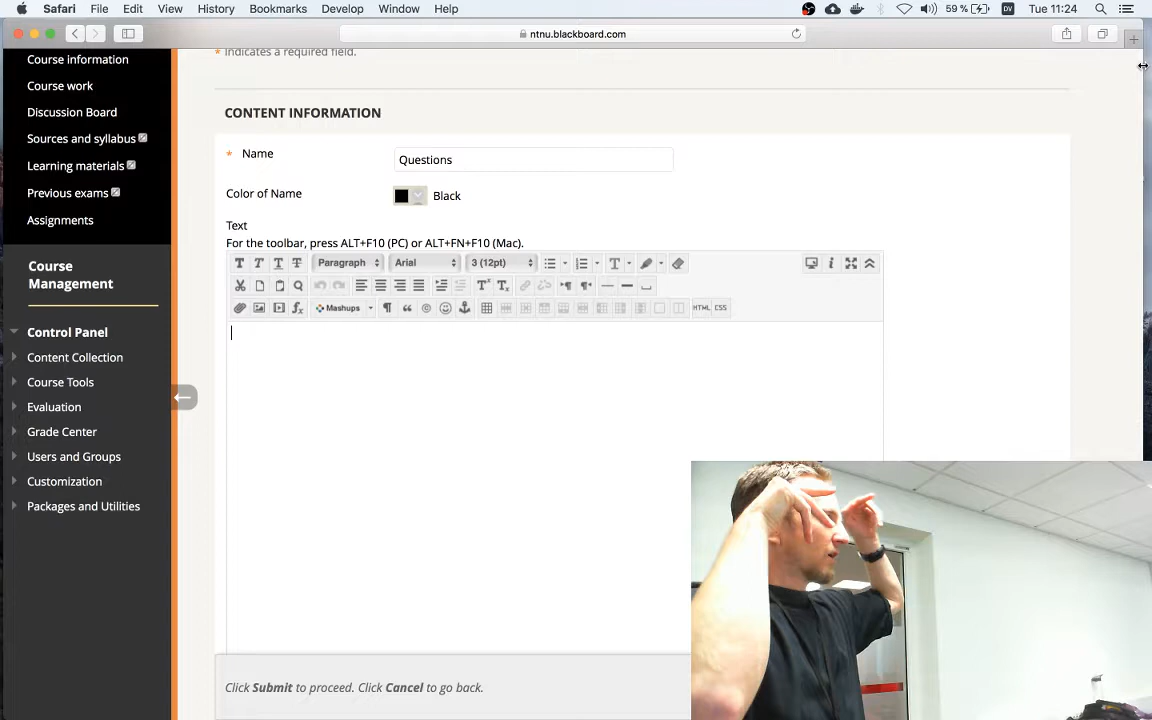 Safari File Edit View History Bookmarks Develop Window Help 59 % DV Tue 11:24
ntnu.blackboard.com
Course information
Course work
Discussion Board
Sources and syllabus
Learning materials
Previous exams
Assignments
Course
Management
Control Panel
Content Collection
Course Tools
Evaluation
Grade Center
Users and Groups
Customization
Packages and Utilities
* Indicates a required field.
CONTENT INFORMATION
* Name Questions
Color of Name Black
Text
For the toolbar, press ALT+F10 (PC) or ALT+FN+F10 (Mac).
T T T T Paragraph Arial 3 (12pt) T
Mashups HTML CSS
Click Submit to proceed. Click Cancel to go back.